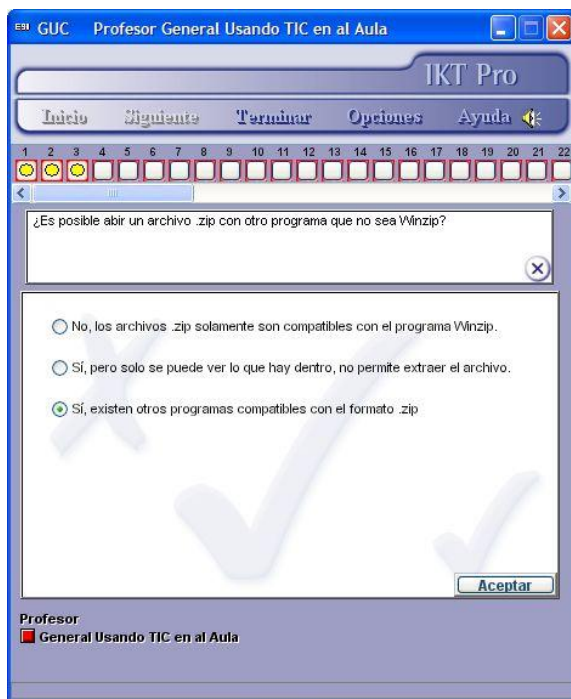 ESI GUC Profesor General Usando TIC en al Aula
IKT Pro
Inicio Siguiente Terminar Opciones Ayuda
1 2 3 4 5 6 7 8 9 10 11 12 13 14 15 16 17 18 19 20 21 22
¿Es posible abir un archivo .zip con otro programa que no sea Winzip?
No, los archivos .zip solamente son compatibles con el programa Winzip.
Sí, pero solo se puede ver lo que hay dentro, no permite extraer el archivo.
Sí, existen otros programas compatibles con el formato .zip
Aceptar
Profesor
General Usando TIC en al Aula